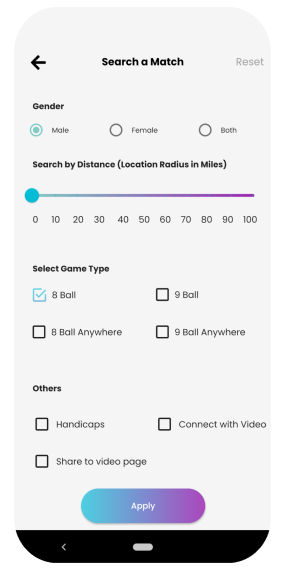 Search a Match Reset
Gender
Male Female Both
Search by Distance (Location Radius in Miles)
0 10 20 30 40 50 60 70 80 90 100
Select Game Type
8 Ball 9 Ball
8 Ball Anywhere 9 Ball Anywhere
Others
Handicaps Connect with Video
Share to video page
Apply